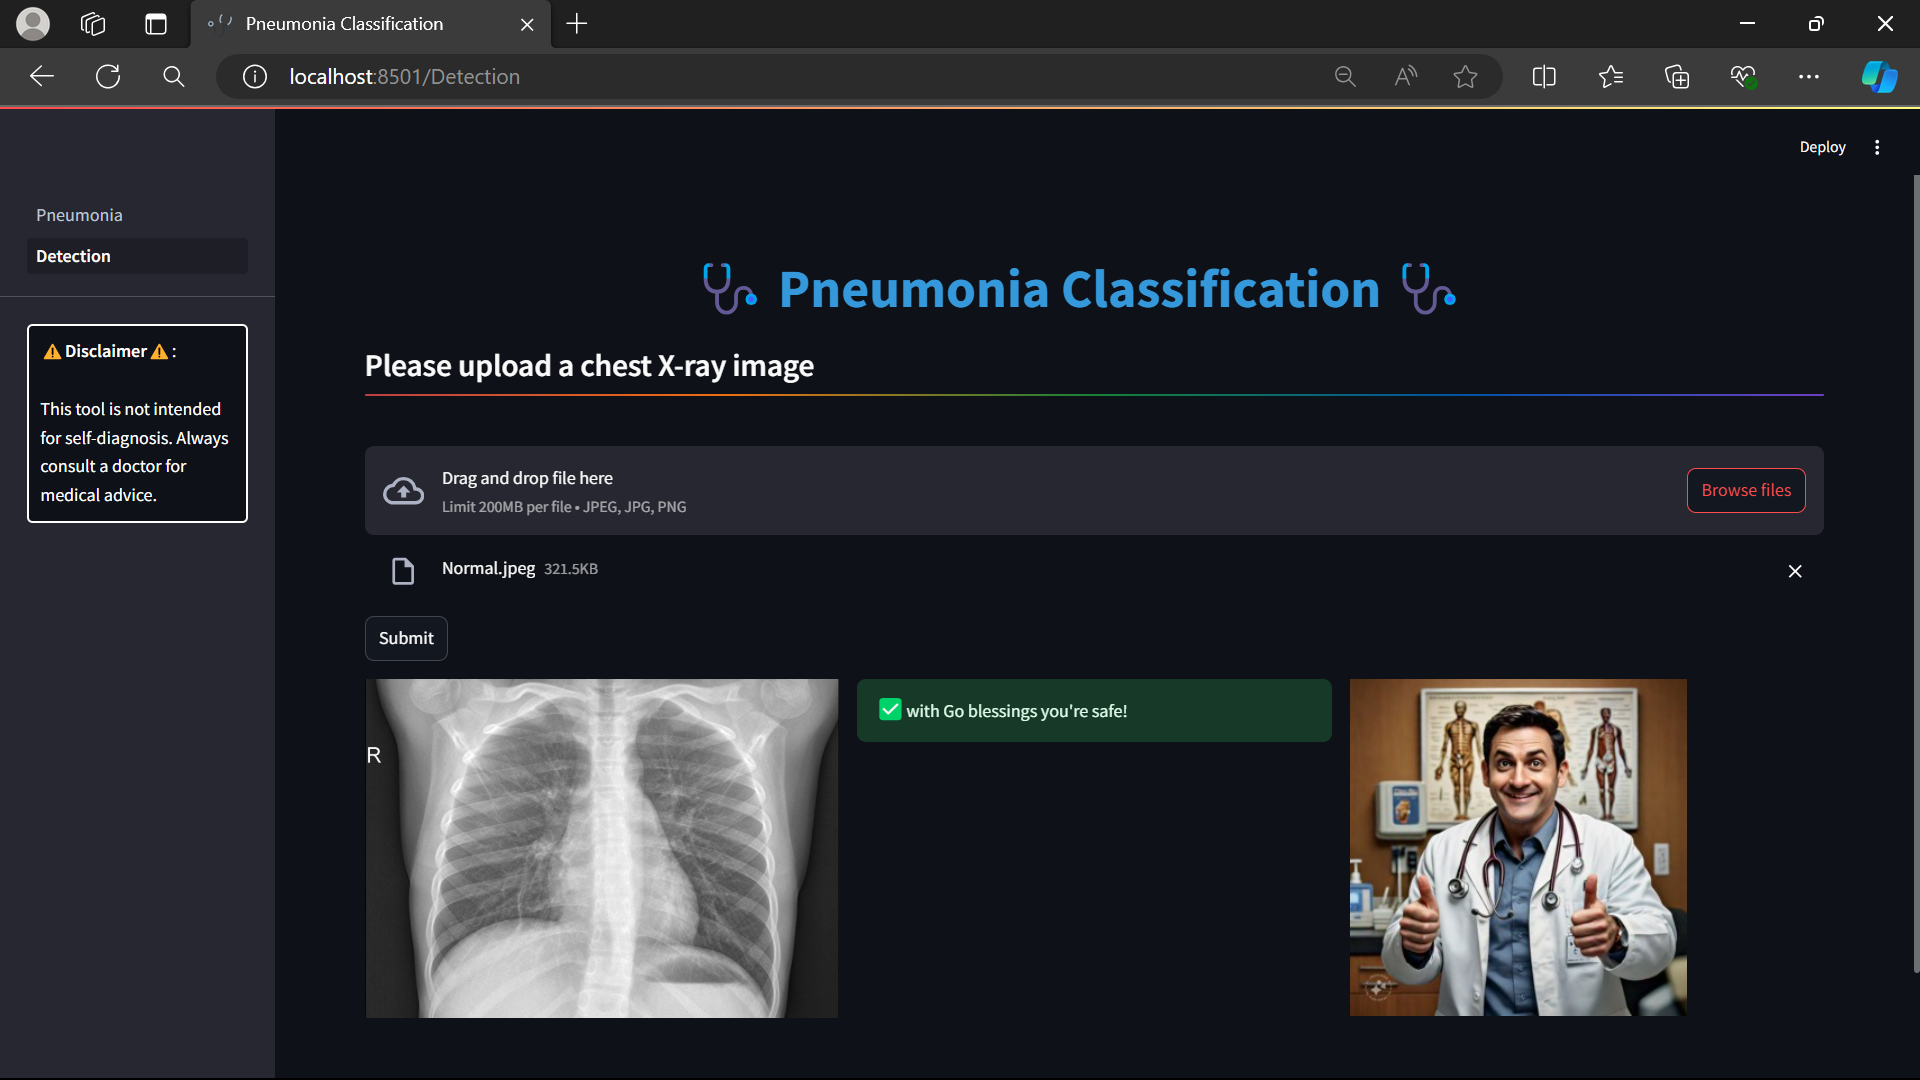 Pneumonia Classification
localhost:8501/Detection
Deploy
Pneumonia
Detection
⚠️Disclaimer⚠️:
This tool is not intended
for self-diagnosis. Always
consult a doctor for
medical advice.
🩺 Pneumonia Classification 🩺
Please upload a chest X-ray image
Drag and drop file here
Limit 200MB per file • JPEG, JPG, PNG
Browse files
Normal.jpeg 321.5KB
Submit
R
✅ with Go blessings you're safe!